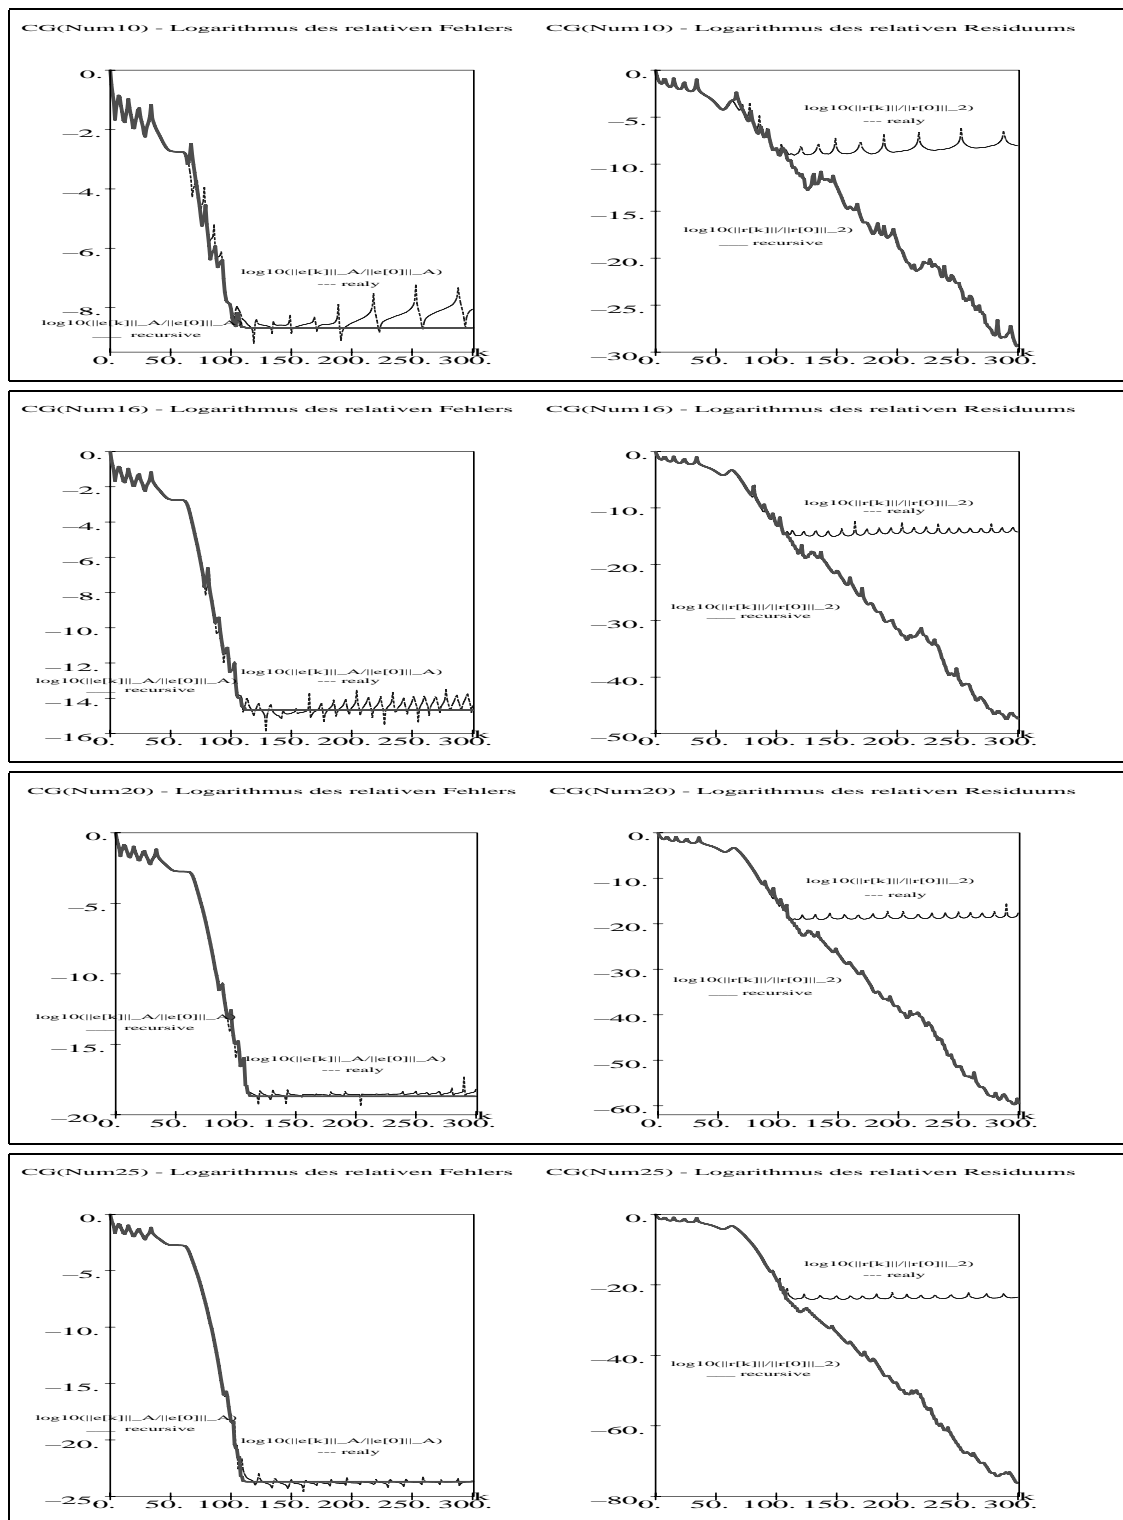 CG(Num10) - Logarithmus des relativen Fehlers
0.
−2.
−4.
−6.
−8.
log10(||e[k]||_A/||e[0]||_A)
--- realy
log10(||e[k]||_A/||e[0]||_A)
___ recursive
0. 50. 100. 150. 200. 250. 300. k
CG(Num10) - Logarithmus des relativen Residuums
0.
−5.
−10.
−15.
−20.
−25.
−30.
log10(||r[k]||/||r[0]||_2)
--- realy
log10(||r[k]||/||r[0]||_2)
___ recursive
0. 50. 100. 150. 200. 250. 300. k
CG(Num16) - Logarithmus des relativen Fehlers
0.
−2.
−4.
−6.
−8.
−10.
−12.
−14.
−16.
log10(||e[k]||_A/||e[0]||_A)
--- realy
log10(||e[k]||_A/||e[0]||_A)
___ recursive
0. 50. 100. 150. 200. 250. 300. k
CG(Num16) - Logarithmus des relativen Residuums
0.
−10.
−20.
−30.
−40.
−50.
log10(||r[k]||/||r[0]||_2)
--- realy
log10(||r[k]||/||r[0]||_2)
___ recursive
0. 50. 100. 150. 200. 250. 300. k
CG(Num20) - Logarithmus des relativen Fehlers
0.
−5.
−10.
−15.
−20.
log10(||e[k]||_A/||e[0]||_A)
___ recursive
log10(||e[k]||_A/||e[0]||_A)
--- realy
0. 50. 100. 150. 200. 250. 300. k
CG(Num20) - Logarithmus des relativen Residuums
0.
−10.
−20.
−30.
−40.
−50.
−60.
log10(||r[k]||/||r[0]||_2)
--- realy
log10(||r[k]||/||r[0]||_2)
___ recursive
0. 50. 100. 150. 200. 250. 300. k
CG(Num25) - Logarithmus des relativen Fehlers
0.
−5.
−10.
−15.
−20.
−25.
log10(||e[k]||_A/||e[0]||_A)
___ recursive
log10(||e[k]||_A/||e[0]||_A)
--- realy
0. 50. 100. 150. 200. 250. 300. k
CG(Num25) - Logarithmus des relativen Residuums
0.
−20.
−40.
−60.
−80.
log10(||r[k]||/||r[0]||_2)
--- realy
log10(||r[k]||/||r[0]||_2)
___ recursive
0. 50. 100. 150. 200. 250. 300. k